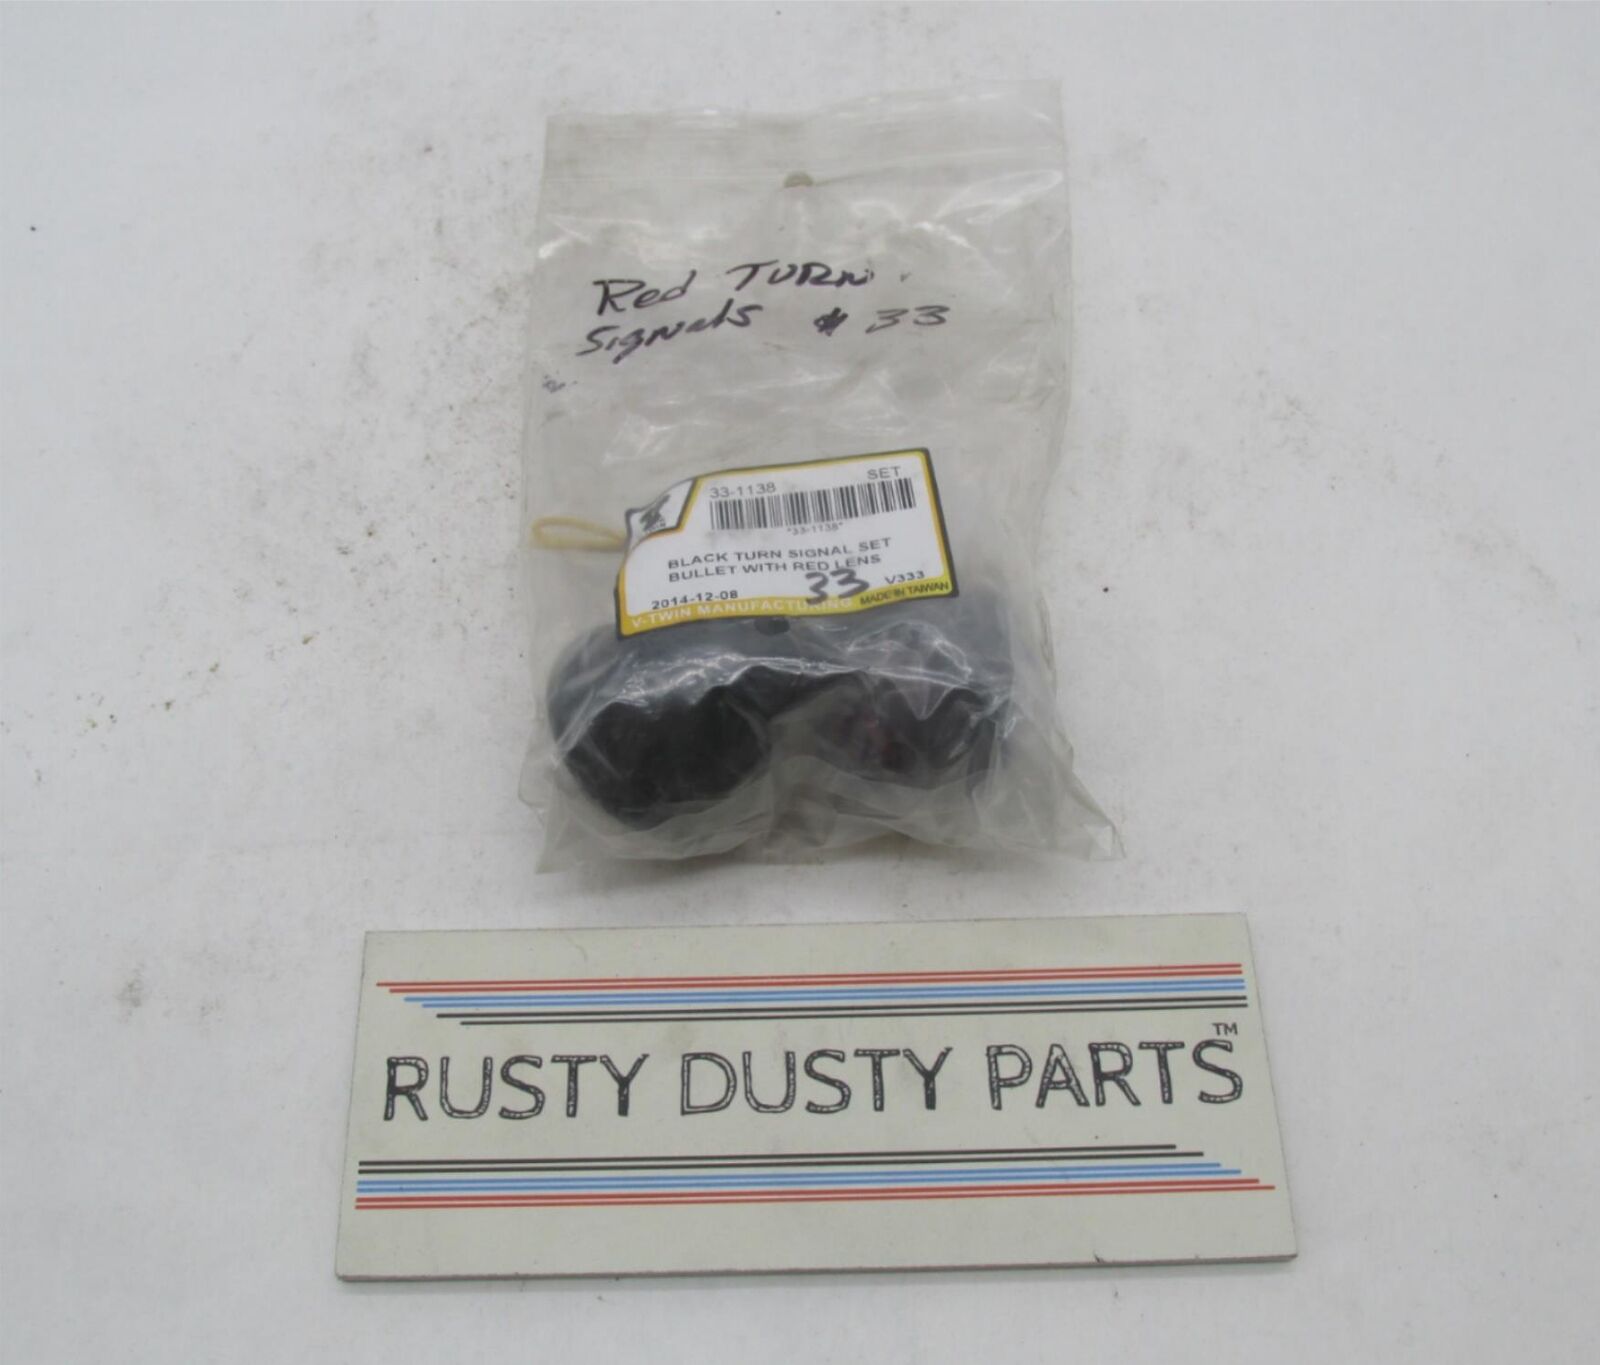 Red TURN
SigNals # 33
33-1138 SET
*33-1138*
BLACK TURN SIGNAL SET
BULLET WITH RED LENS
33
2014-12-08 V333
V-TWIN MANUFACTURING MADE IN TAIWAN
RUSTY DUSTY PARTS™